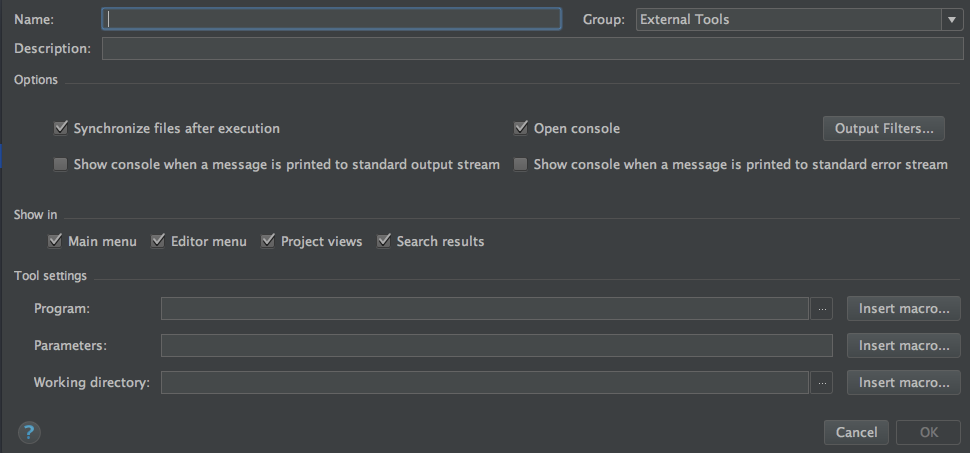 Name: Group: External Tools
Description:
Options
Synchronize files after execution Open console Output Filters...
Show console when a message is printed to standard output stream Show console when a message is printed to standard error stream
Show in
Main menu Editor menu Project views Search results
Tool settings
Program: ... Insert macro...
Parameters: Insert macro...
Working directory: ... Insert macro...
? Cancel OK